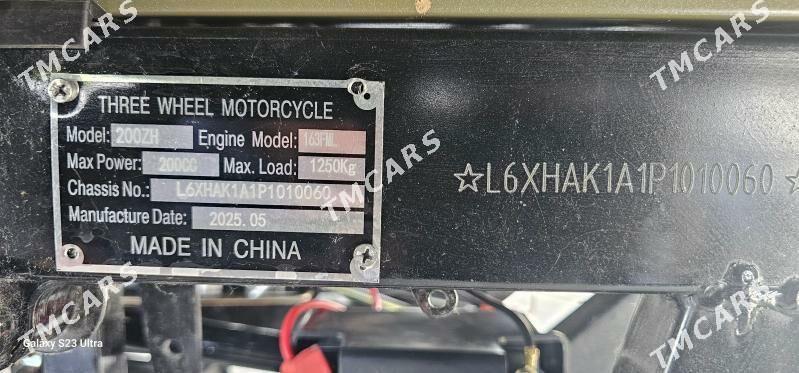 THREE WHEEL MOTORCYCLE
Model: 200ZH Engine Model: 163FML
Max Power: 200CC Max. Load: 1250Kg
Chassis No.: L6XHAK1A1P1010060
Manufacture Date: 2025.05
MADE IN CHINA
☆L6XHAK1A1P1010060☆
Galaxy S23 Ultra
TMCARS
TMCARS
TMCARS
TMCARS
TMCARS
TMCARS